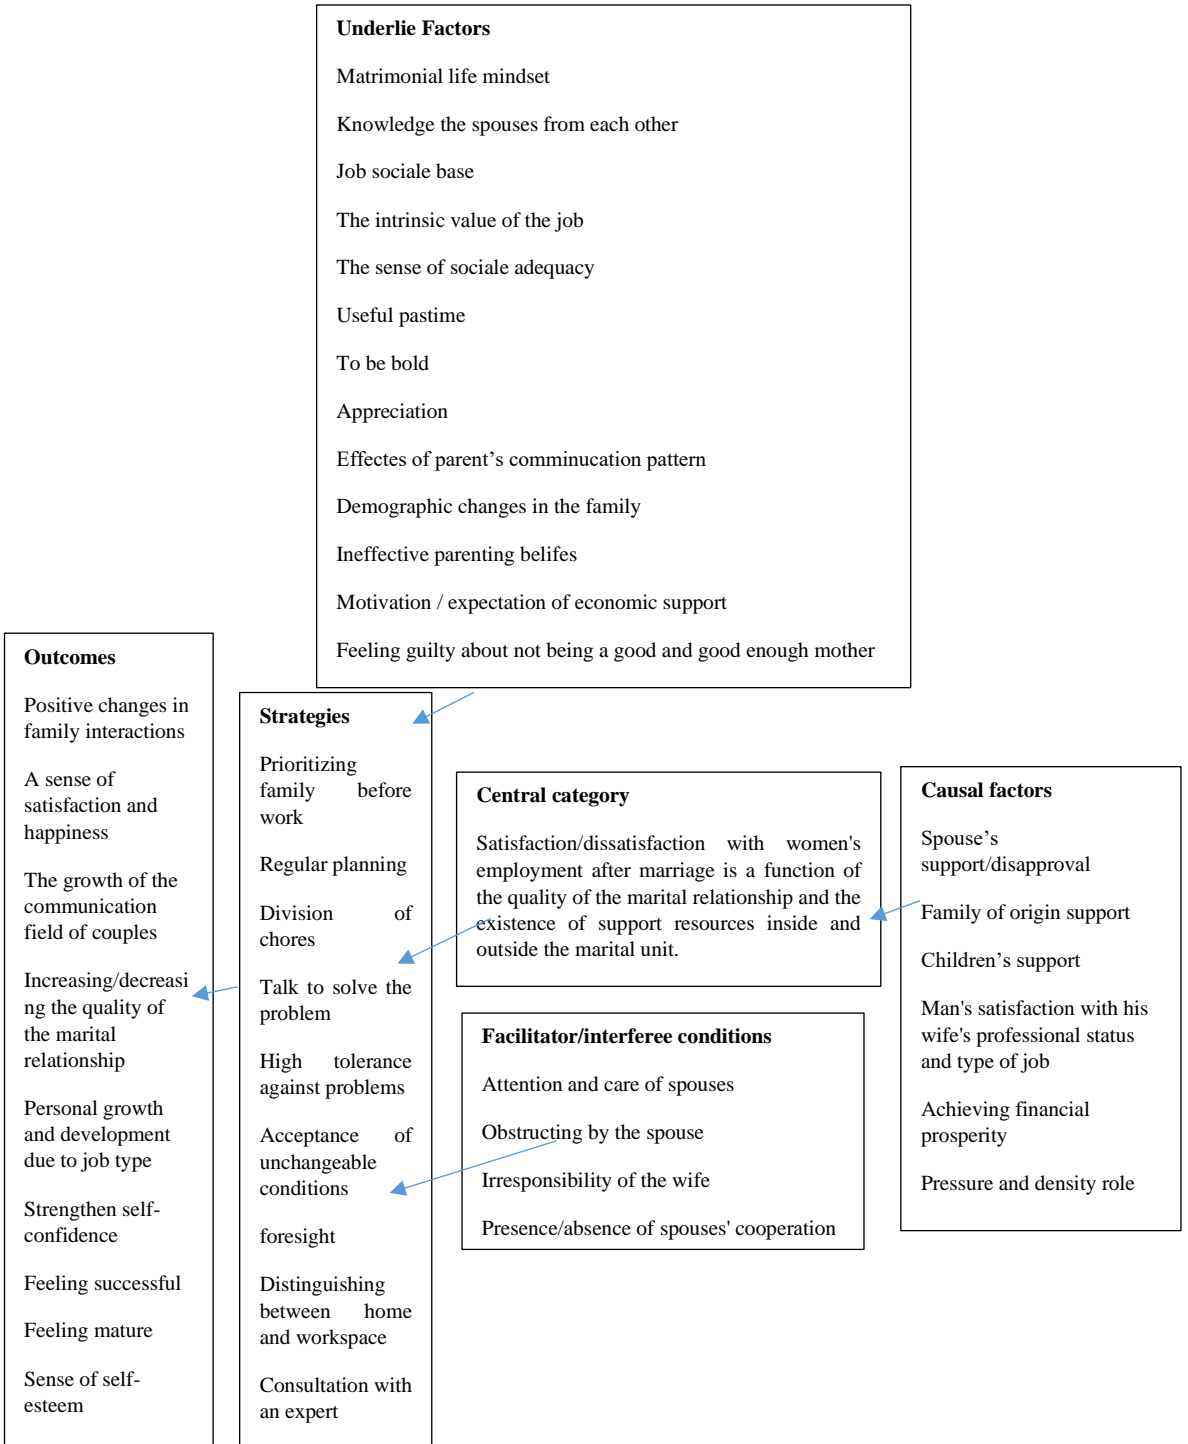 Underlie Factors
Matrimonial life mindset
Knowledge the spouses from each other
Job sociale base
The intrinsic value of the job
The sense of sociale adequacy
Useful pastime
To be bold
Appreciation
Effectes of parent’s comminucation pattern
Demographic changes in the family
Ineffective parenting belifes
Motivation / expectation of economic support
Feeling guilty about not being a good and good enough mother
Outcomes
Positive changes in
family interactions
A sense of
satisfaction and
happiness
The growth of the
communication
field of couples
Increasing/decreasi
ng the quality of
the marital
relationship
Personal growth
and development
due to job type
Strengthen self-
confidence
Feeling successful
Feeling mature
Sense of self-
esteem
Strategies
Prioritizing
family before
work
Regular planning
Division of
chores
Talk to solve the
problem
High tolerance
against problems
Acceptance of
unchangeable
conditions
foresight
Distinguishing
between home
and workspace
Consultation with
an expert
Central category
Satisfaction/dissatisfaction with women's
employment after marriage is a function of
the quality of the marital relationship and the
existence of support resources inside and
outside the marital unit.
Facilitator/interferee conditions
Attention and care of spouses
Obstructing by the spouse
Irresponsibility of the wife
Presence/absence of spouses' cooperation
Causal factors
Spouse’s
support/disapproval
Family of origin support
Children’s support
Man's satisfaction with his
wife's professional status
and type of job
Achieving financial
prosperity
Pressure and density role